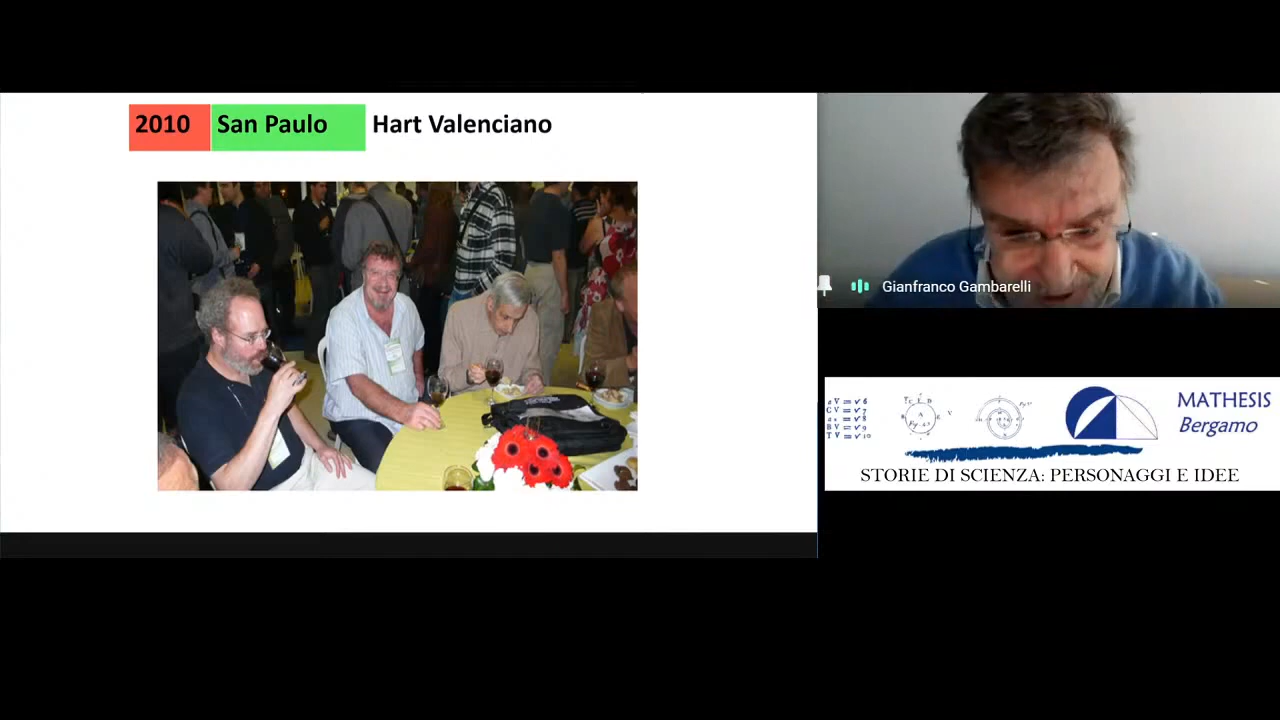 2010 San Paulo Hart Valenciano
Gianfranco Gambarelli
MATHESIS
Bergamo
STORIE DI SCIENZA: PERSONAGGI E IDEE